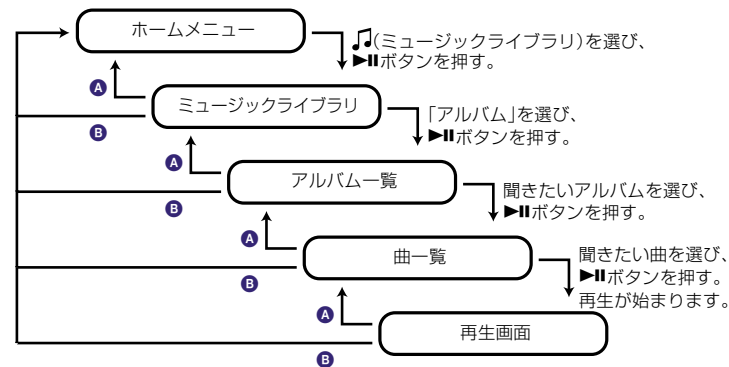 ホームメニュー
♫(ミュージックライブラリ)を選び、
►IIボタンを押す。
A
ミュージックライブラリ
B
「アルバム」を選び、
►IIボタンを押す。
A
アルバム一覧
B
聞きたいアルバムを選び、
►IIボタンを押す。
A
曲一覧
B
聞きたい曲を選び、
►IIボタンを押す。
再生が始まります。
A
再生画面
B